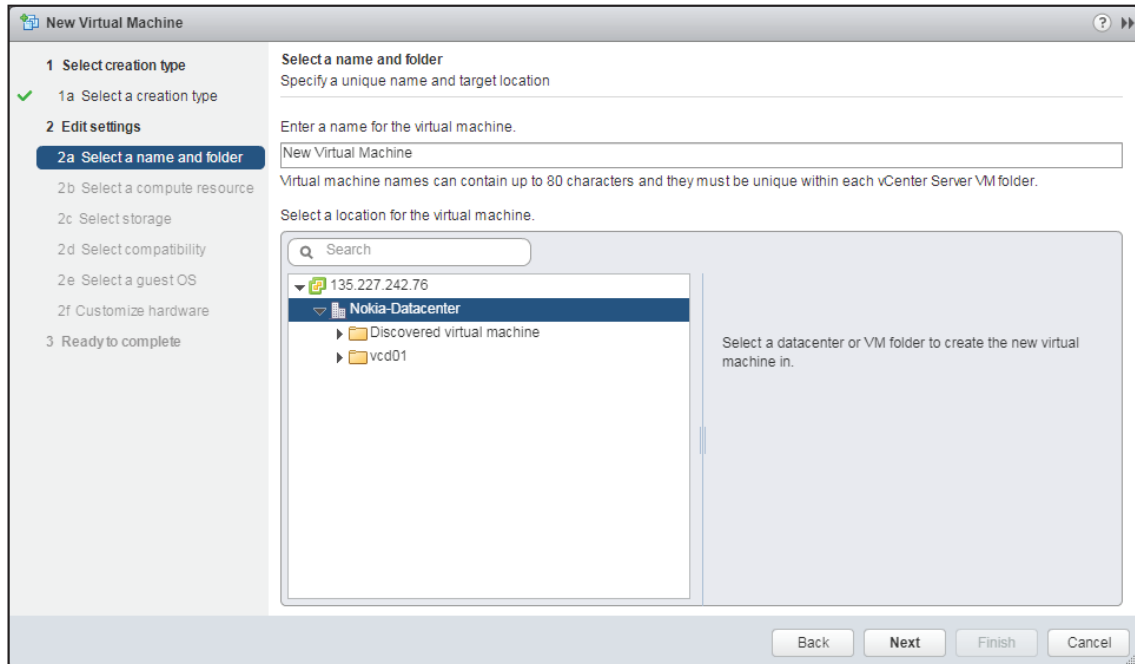 New Virtual Machine
?
1 Select creation type
1a Select a creation type
2 Edit settings
2a Select a name and folder
2b Select a compute resource
2c Select storage
2d Select compatibility
2e Select a guest OS
2f Customize hardware
3 Ready to complete
Select a name and folder
Specify a unique name and target location
Enter a name for the virtual machine.
New Virtual Machine
Virtual machine names can contain up to 80 characters and they must be unique within each vCenter Server VM folder.
Select a location for the virtual machine.
Search
135.227.242.76
Nokia-Datacenter
Discovered virtual machine
vcd01
Select a datacenter or VM folder to create the new virtual
machine in.
Back Next Finish Cancel